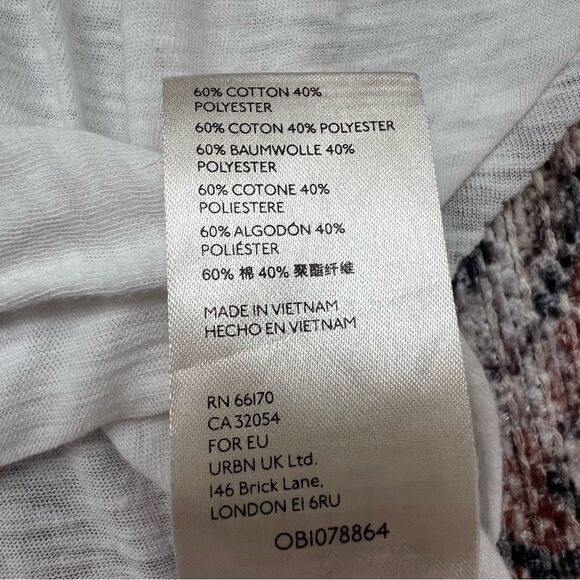 60% COTTON 40%
POLYESTER
60% COTON 40% POLYESTER
60% BAUMWOLLE 40%
POLYESTER
60% COTONE 40%
POLIESTERE
60% ALGODÓN 40%
POLIÉSTER
60% 棉 40% 聚酯纤维
MADE IN VIETNAM
HECHO EN VIETNAM
RN 66170
CA 32054
FOR EU
URBN UK Ltd.
146 Brick Lane,
LONDON E1 6RU
OB1078864